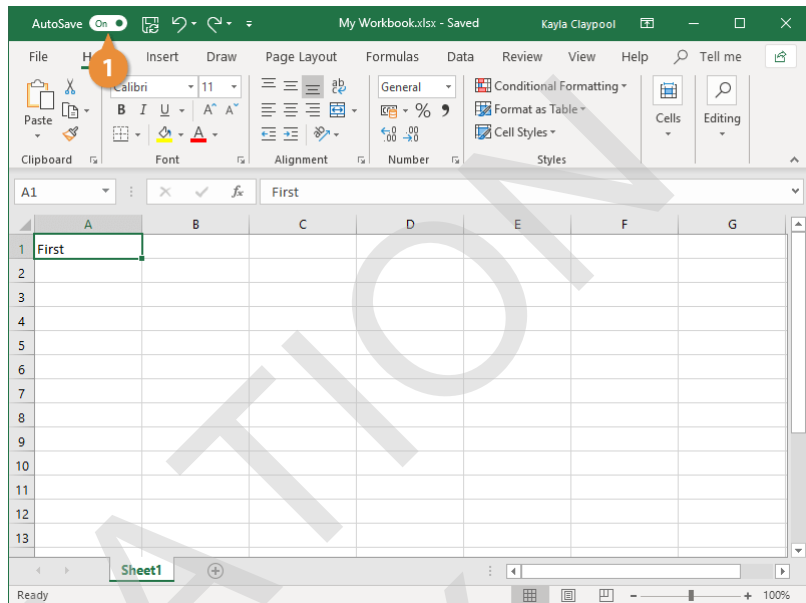 AutoSave On My Workbook.xlsx - Saved Kayla Claypool
1
File H Insert Draw Page Layout Formulas Data Review View Help Tell me
Paste
Calibri 11
B I U A A
A
ab
General
% 9
.00
Conditional Formatting
Format as Table
Cell Styles
Cells
Editing
Clipboard Font Alignment Number Styles
A1 fx First
A B C D E F G
1 First
2
3
4
5
6
7
8
9
10
11
12
13
Sheet1
Ready 100%
ATION